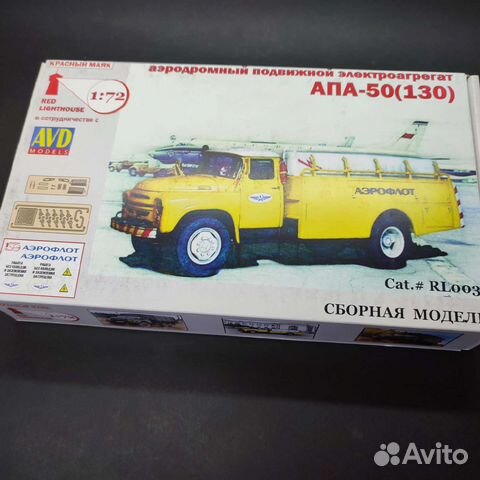 КРАСНЫЙ МАЯК
RED
LIGHTHOUSE
1:72
в сотрудничестве с
AVD
MODELS
аэродромный подвижной электроагрегат
АПА-50(130)
АЭРОФЛОТ
АЭРОФЛОТ
АЭРОФЛОТ
Cat.# RL003
СБОРНАЯ МОДЕЛЬ
Avito